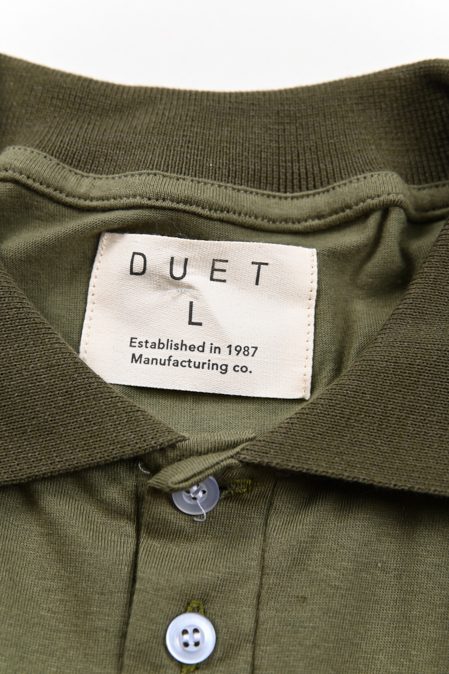 DUET
L
Established in 1987
Manufacturing co.